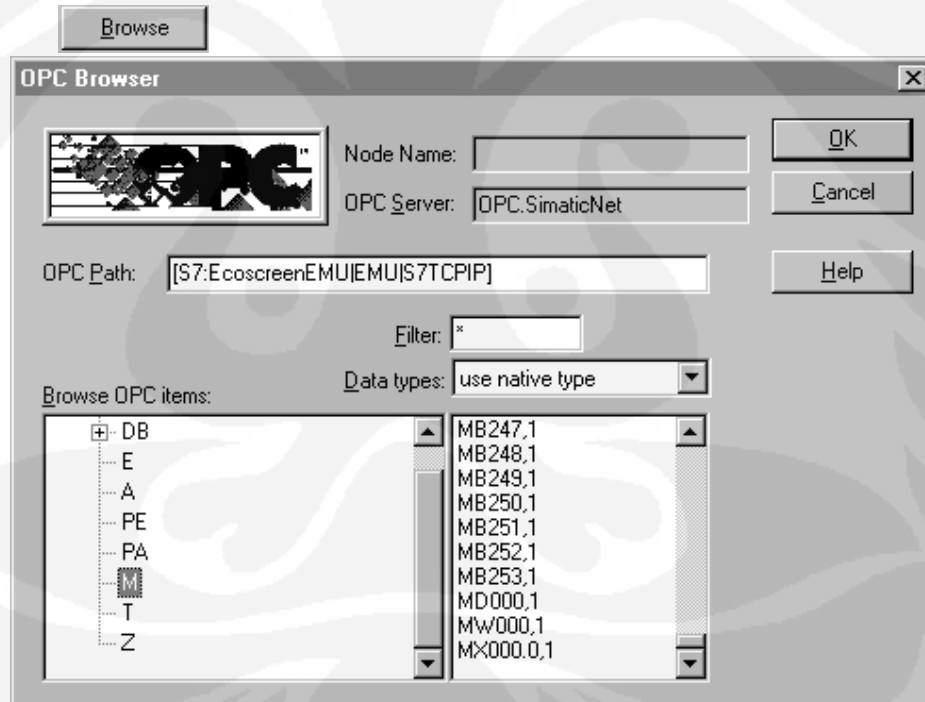 Browse
OPC Browser
OPC
Node Name:
OK
OPC Server: OPC.SimaticNet
Cancel
OPC Path: [S7:EcoscreenEMU|EMU|S7TCPIP]
Help
Filter: *
Data types: use native type
Browse OPC items:
DB
E
A
PE
PA
M
T
Z
MB247,1
MB248,1
MB249,1
MB250,1
MB251,1
MB252,1
MB253,1
MD000,1
MW000,1
MX000.0,1